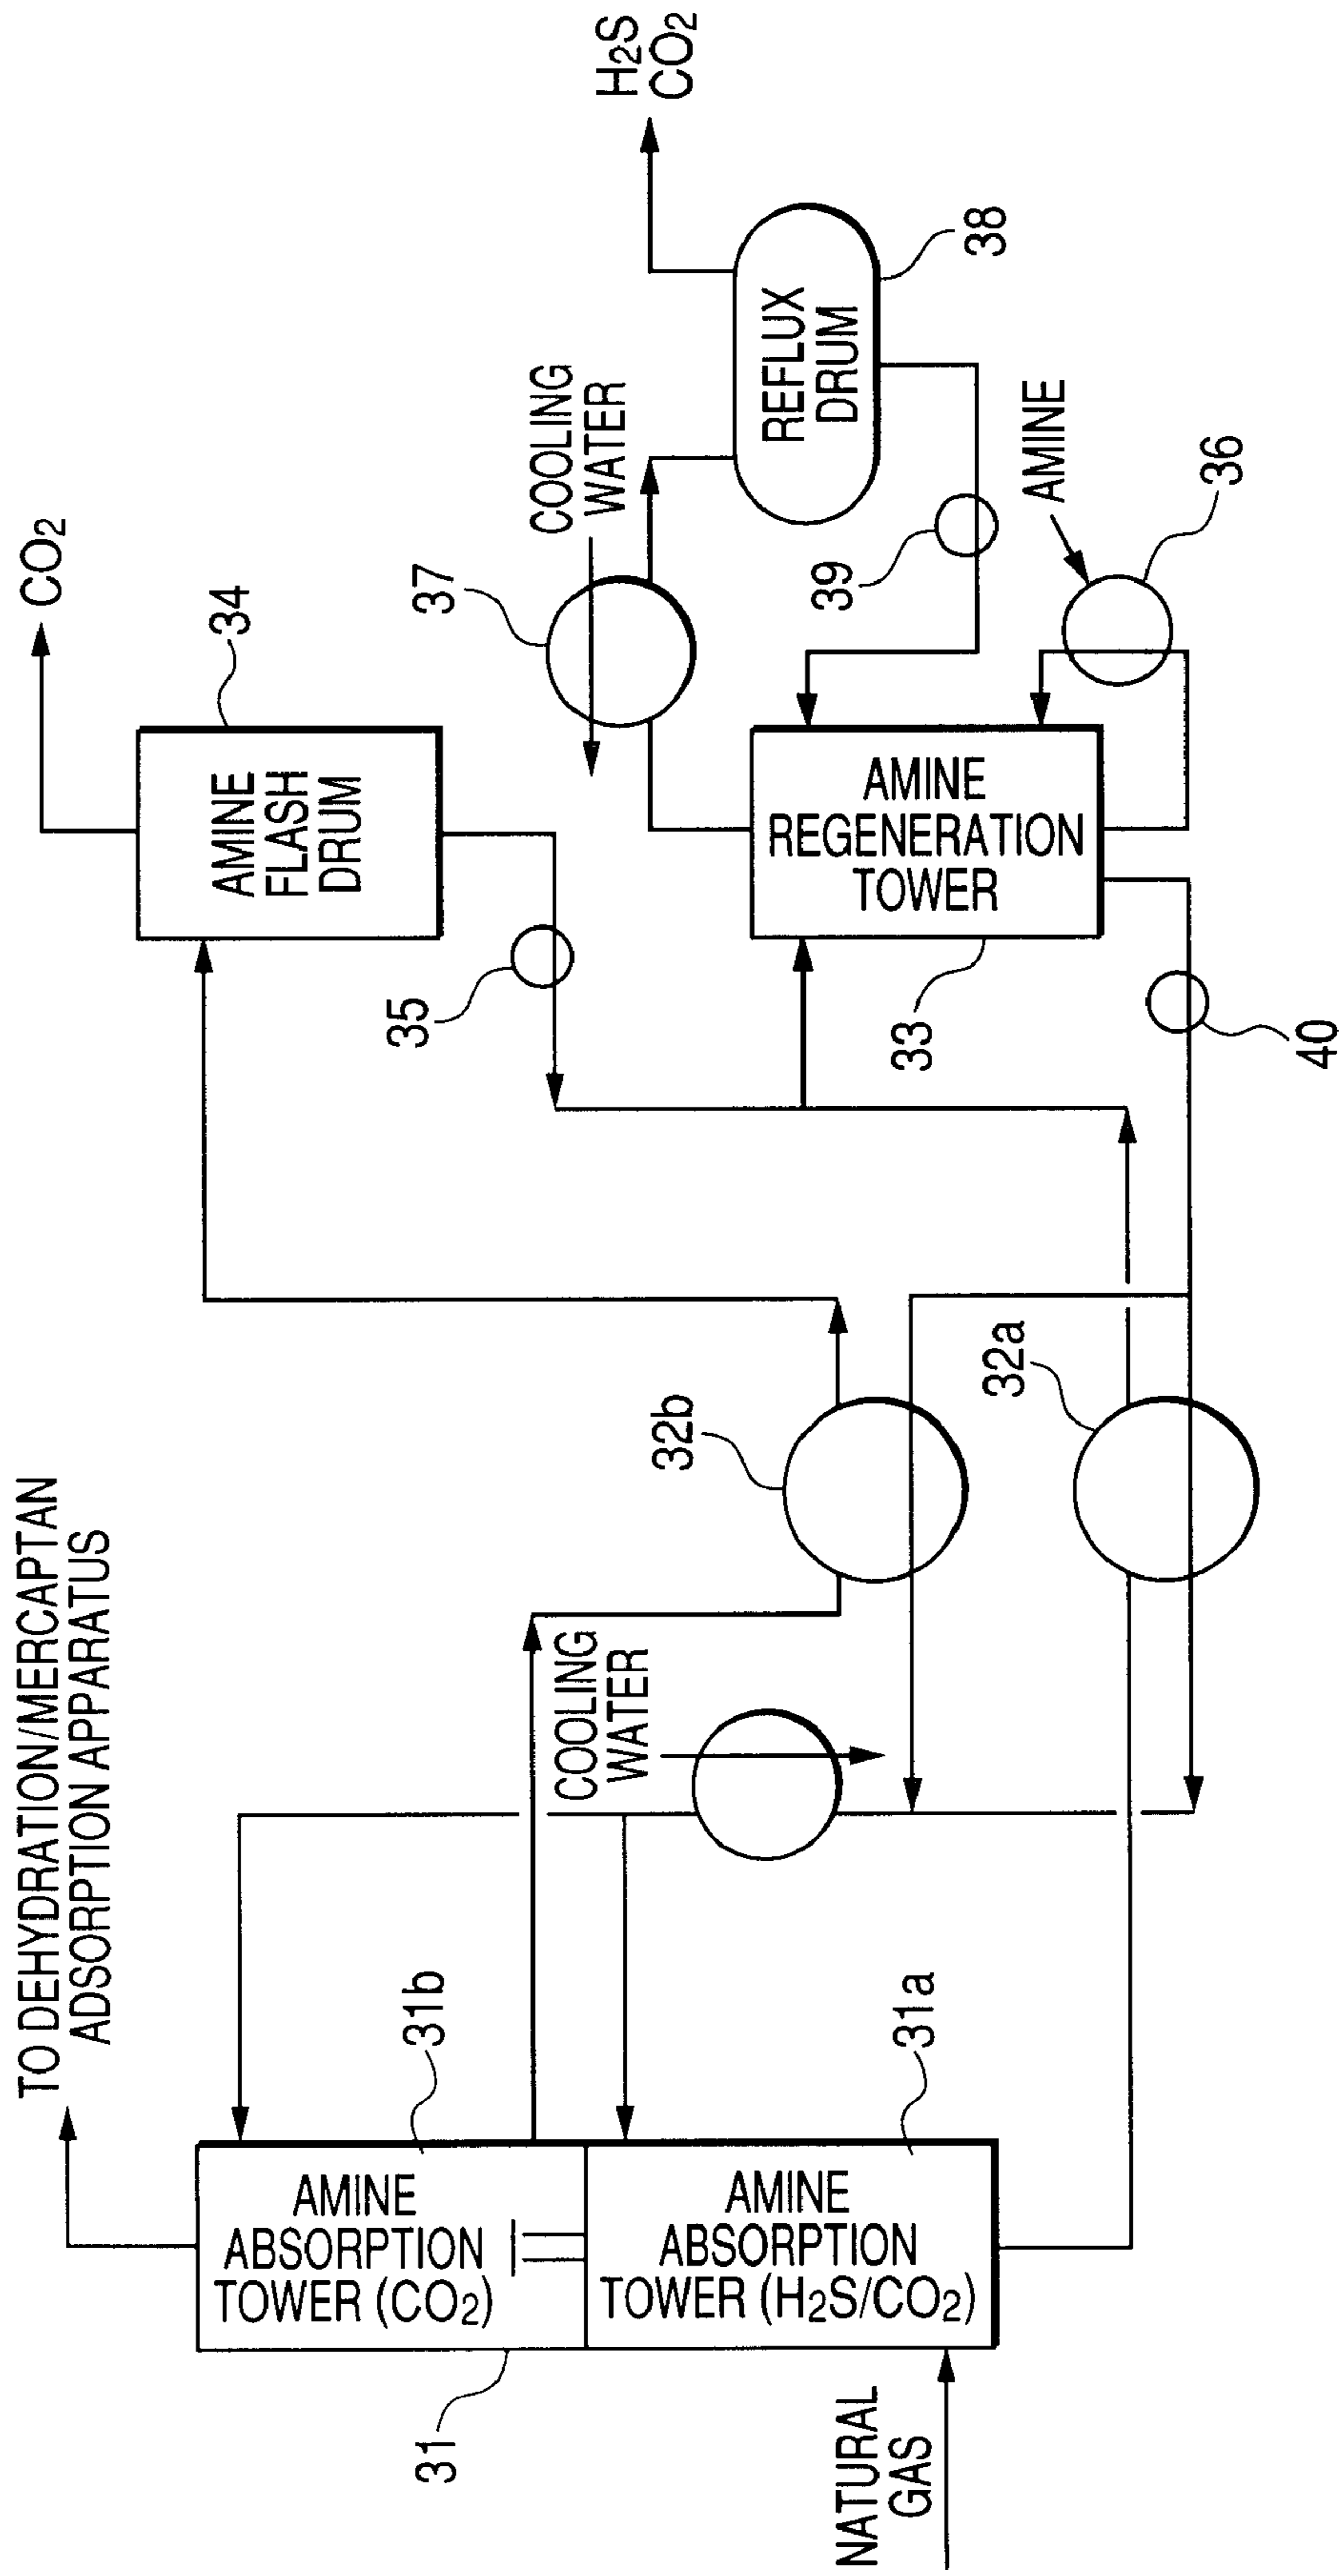 TO DEHYDRATION/MERCAPTAN
ADSORPTION APPARATUS
CO2
34
AMINE
FLASH
DRUM
35
COOLING
WATER
37
H2S
CO2
REFLUX
DRUM
38
39
AMINE
36
AMINE
REGENERATION
TOWER
33
40
32b
32a
COOLING
WATER
31b
AMINE
ABSORPTION
TOWER (CO2)
31a
AMINE
ABSORPTION
TOWER (H2S/CO2)
31
NATURAL
GAS